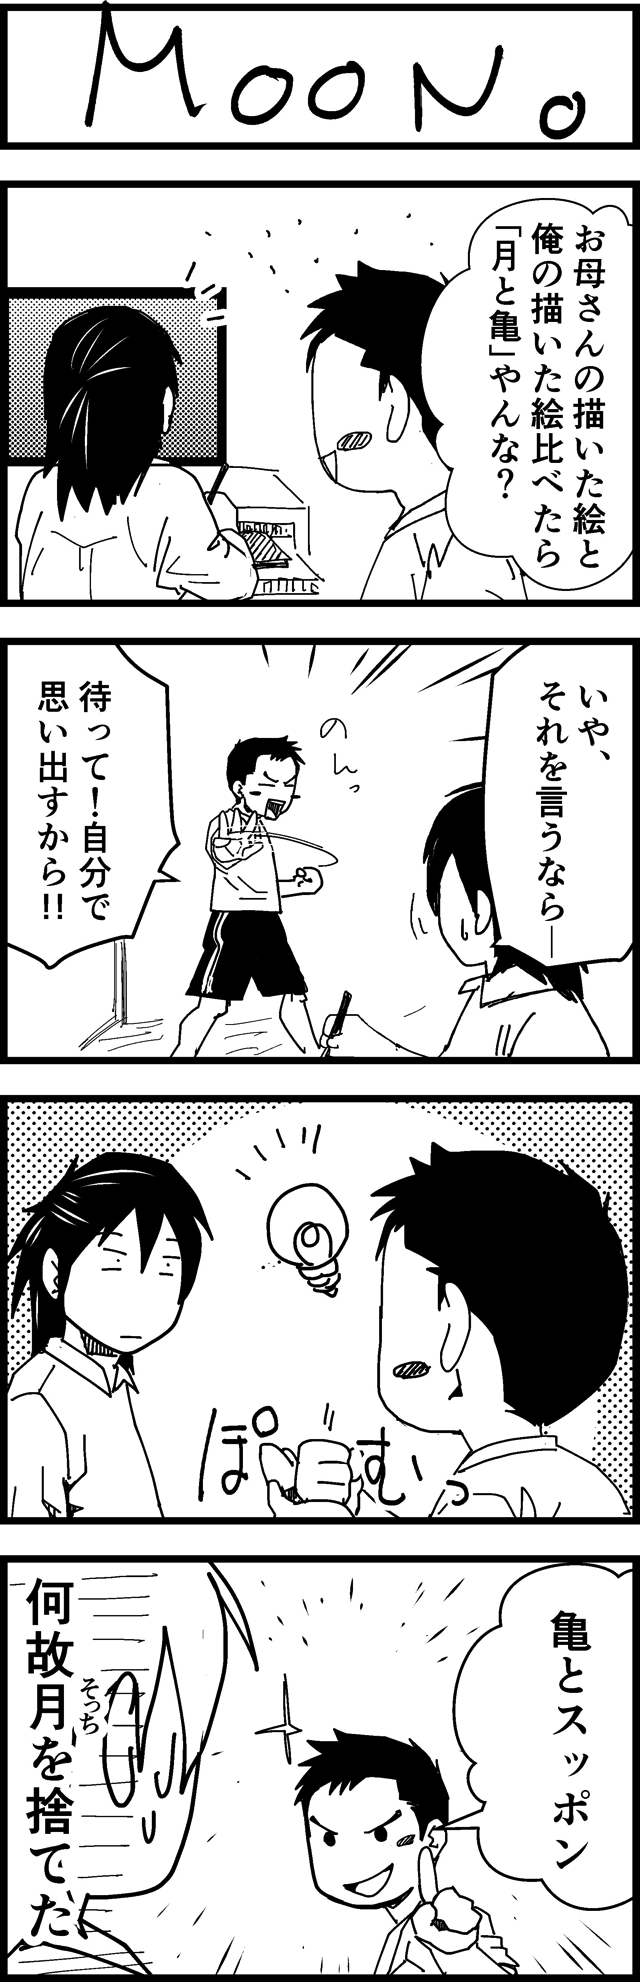 MOON。
お母さんの描いた絵と
俺の描いた絵比べたら
「月と亀」やんな?
いや、
それを言うなら―
のんっ
待って!自分で
思い出すから!!
ぽむっ
亀とスッポン
何故月を捨てた
そっち